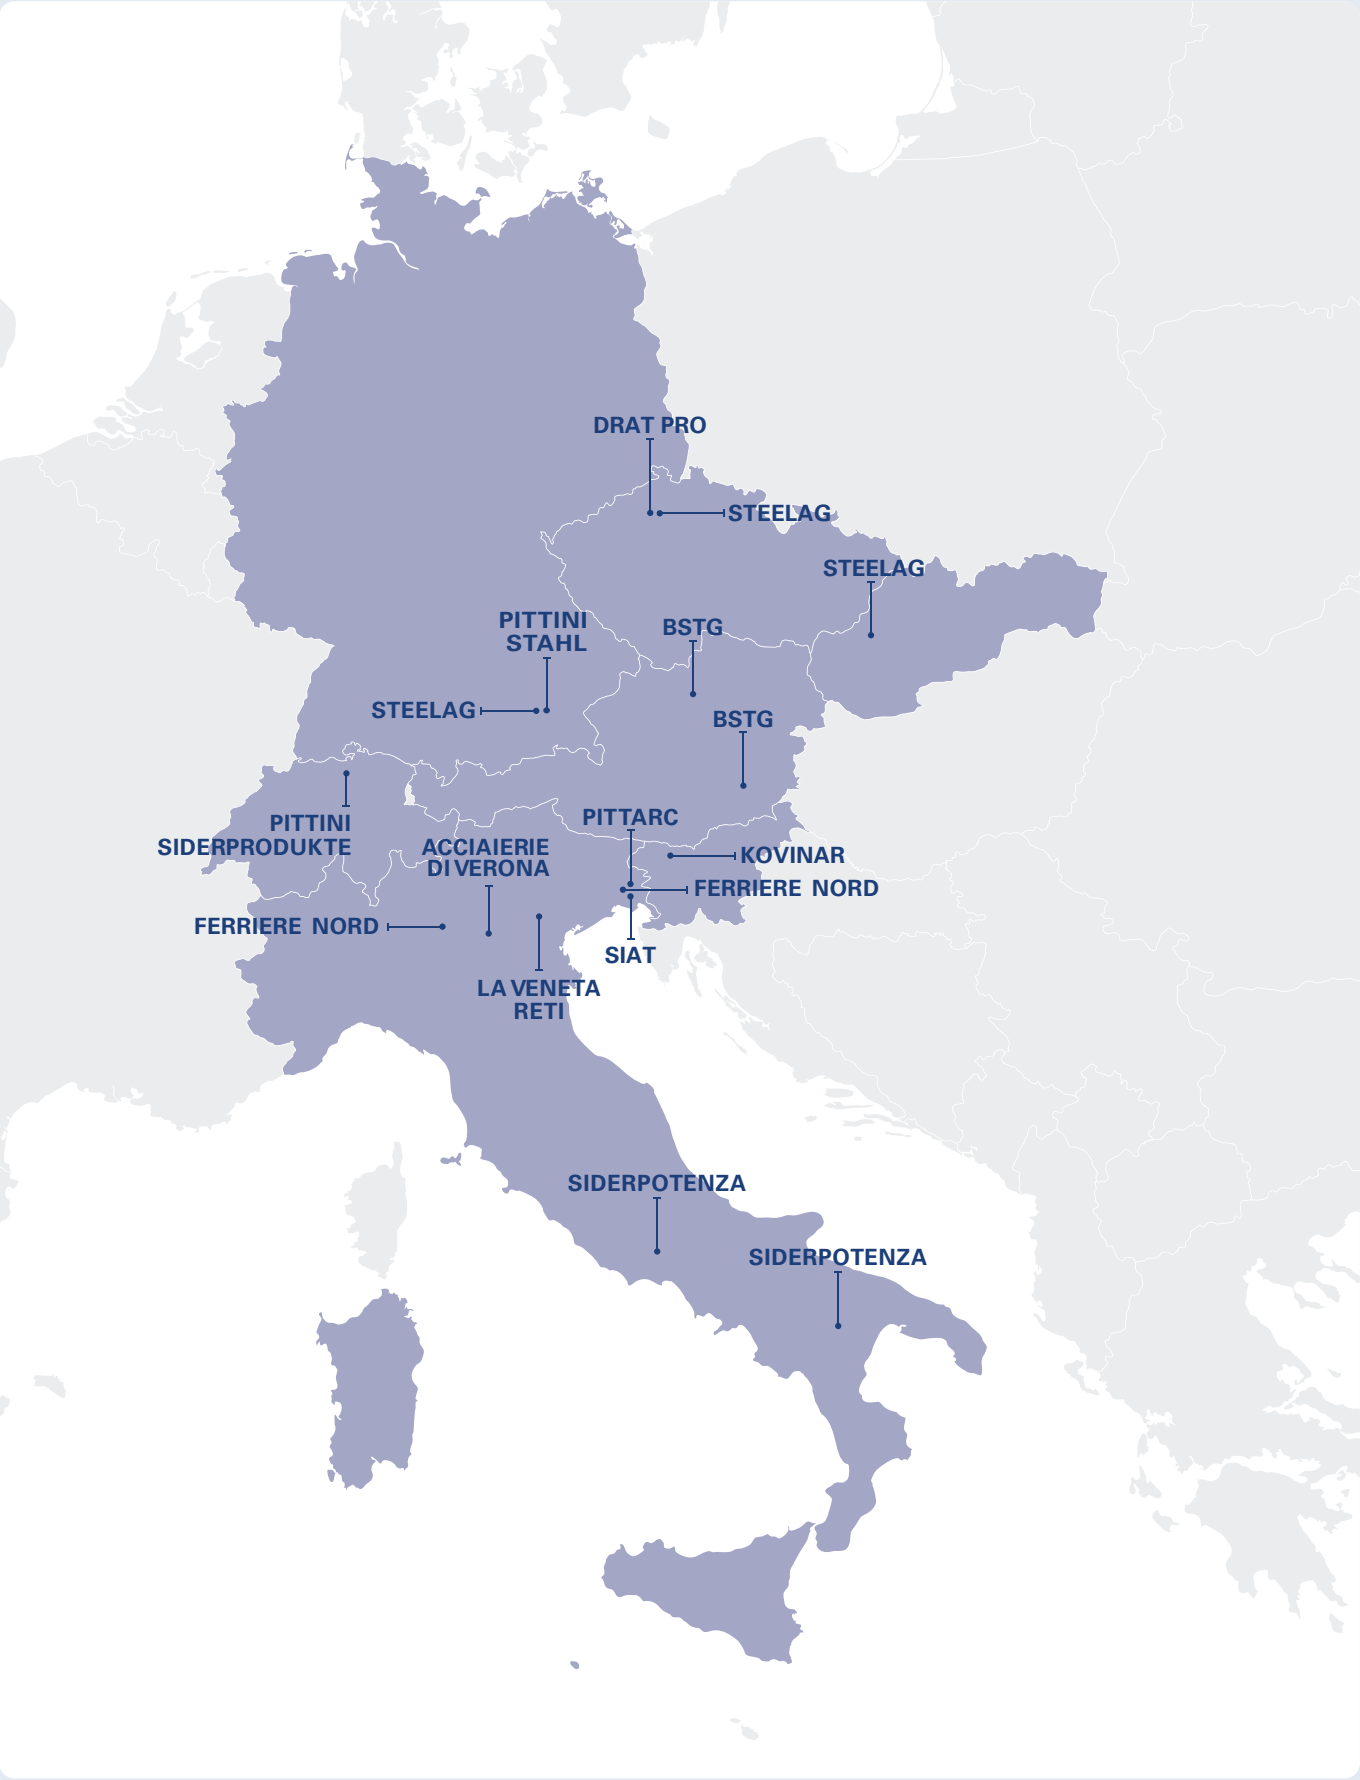 DRAT PRO
STEELAG
STEELAG
PITTINI
STAHL
BSTG
STEELAG
BSTG
PITTINI
SIDERPRODUKTE
PITTARC
ACCIAIERIE
DI VERONA
KOVINAR
FERRIERE NORD
FERRIERE NORD
SIAT
LA VENETA
RETI
SIDERPOTENZA
SIDERPOTENZA